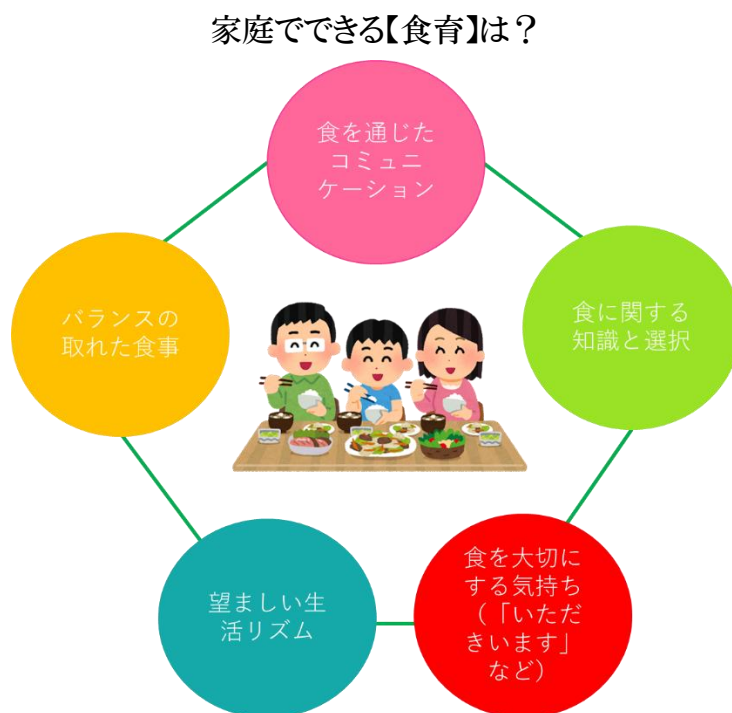 家庭でできる【食育】は？
食を通じた
コミュニ
ケーション
バランスの
取れた食事
食に関する
知識と選択
望ましい生
活リズム
食を大切に
する気持ち
（「いただ
きいます」
など）